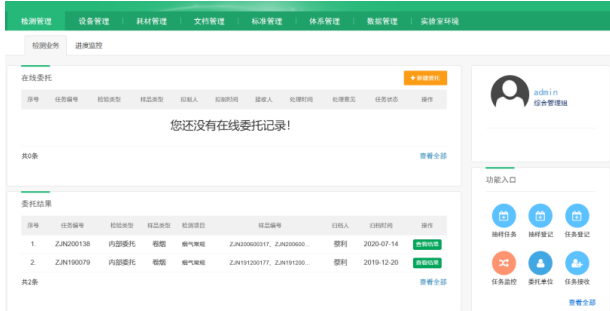 检测管理 设备管理 耗材管理 文档管理 标准管理 体系管理 数据管理 实验室环境
检测业务 进度监控
在线委托 +新建委托
序号 任务编号 检验类型 样品类型 拟制人 拟制时间 接收人 处理时间 处理意见 任务状态 操作
您还没有在线委托记录!
共0条 查看全部
admin
综合管理组
委托结果
序号 任务编号 检验类型 样品类型 检测项目 样品编号 归档人 归档时间 操作
1. ZJN200138 内部委托 卷烟 烟气常规 ZJN200600317, ZJN200600... 蔡利 2020-07-14 查看结果
2. ZJN190079 内部委托 卷烟 烟气常规 ZJN191200177, ZJN191200... 蔡利 2019-12-20 查看结果
共2条 查看全部
功能入口
抽样任务 抽样登记 任务登记
任务监控 委托单位 任务接收
查看全部